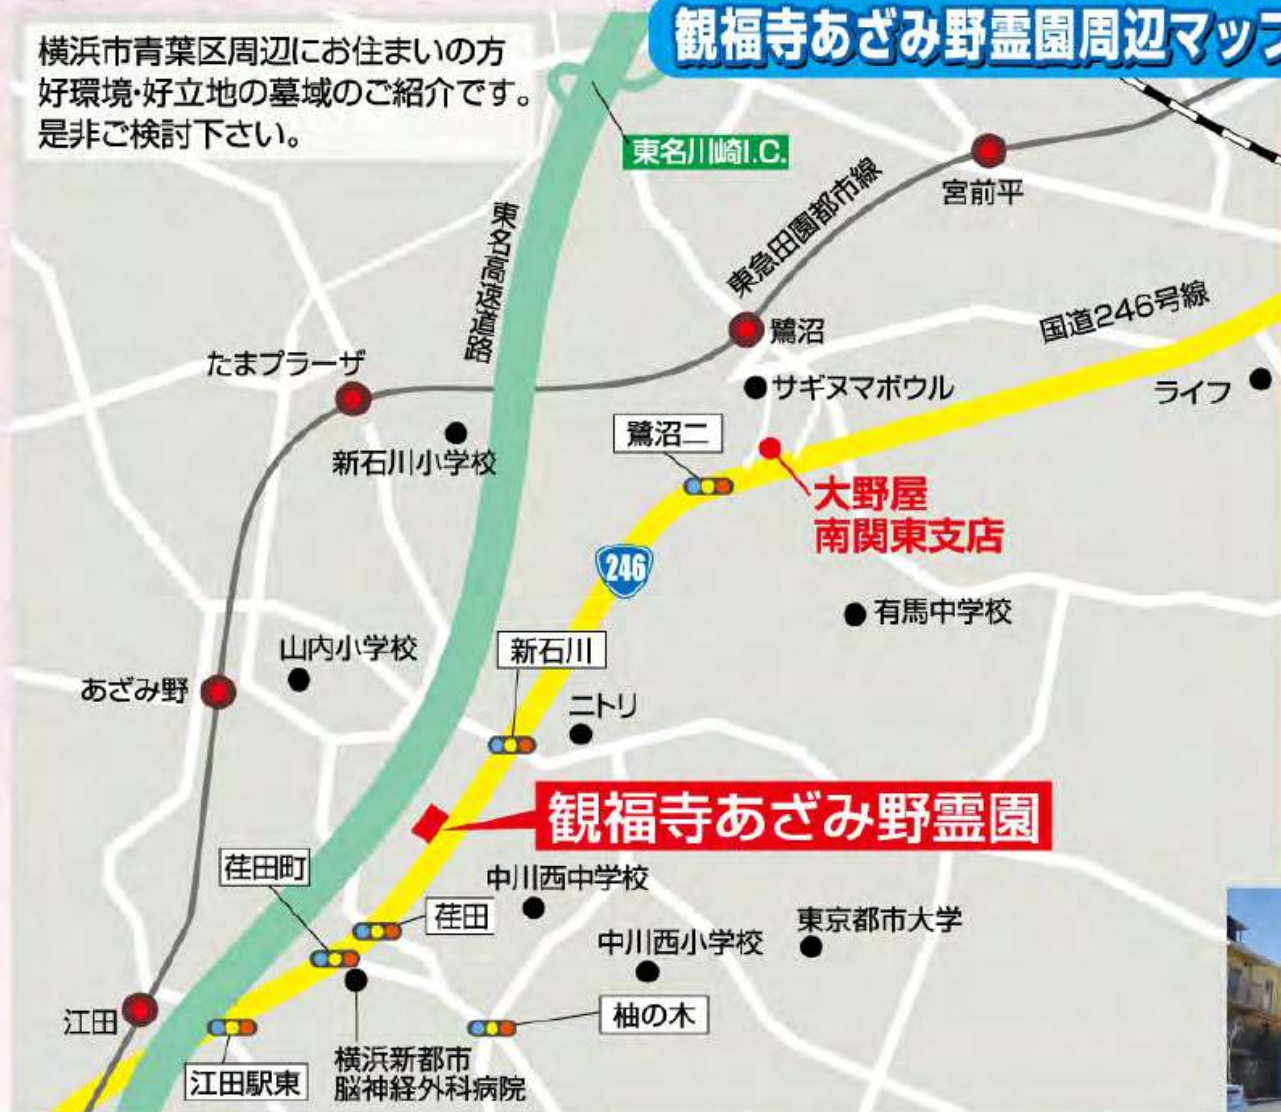 観福寺あざみ野霊園周辺マップ
横浜市青葉区周辺にお住まいの方
好環境・好立地の墓域のご紹介です。
是非ご検討下さい。
東名川崎I.C.
宮前平
東名高速道路
東急田園都市線
国道246号線
鷺沼
たまプラーザ
サギヌマボウル
ライフ
鷺沼二
新石川小学校
大野屋
南関東支店
246
有馬中学校
新石川
山内小学校
あざみ野
ニトリ
観福寺あざみ野霊園
荏田町
中川西中学校
荏田
東京都市大学
中川西小学校
江田
柚の木
横浜新都市
脳神経外科病院
江田駅東